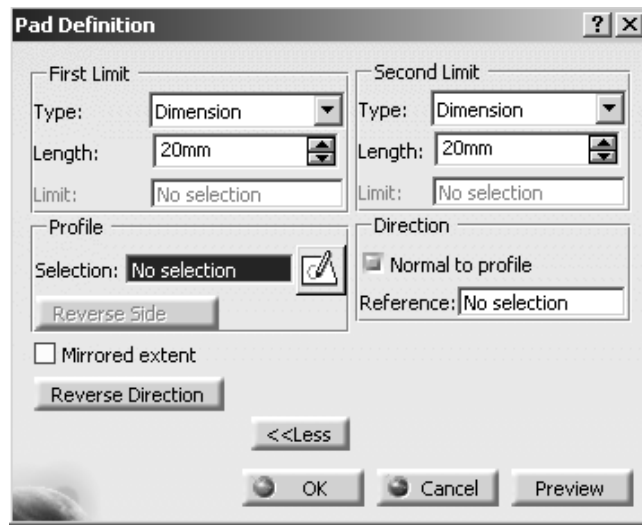 Pad Definition
? X
First Limit
Type: Dimension
Length: 20mm
Limit: No selection
Second Limit
Type: Dimension
Length: 20mm
Limit: No selection
Profile
Selection: No selection
Reverse Side
Direction
Normal to profile
Reference: No selection
Mirrored extent
Reverse Direction
<<Less
OK Cancel Preview